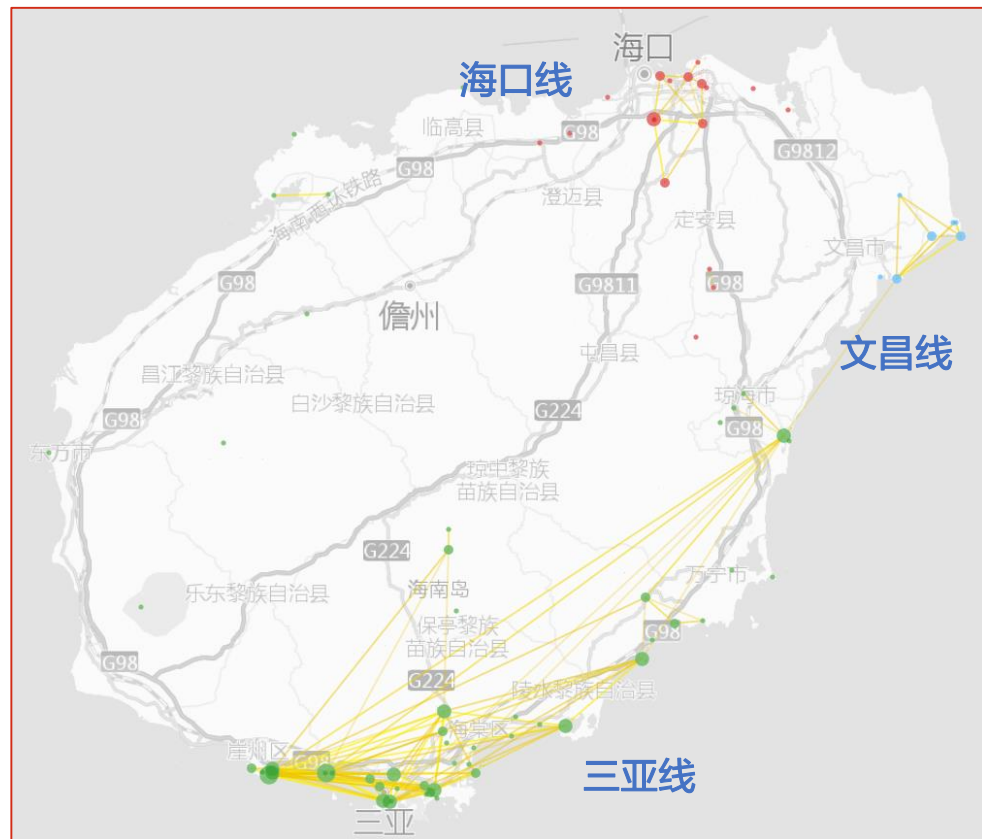 海口
海口线
临高县
G98
G98
G9812
海南西环铁路
澄迈县
定安县
文昌市
G98
G9811
G98
儋州
文昌线
屯昌县
昌江黎族自治县
白沙黎族自治县
琼海市
G98
G224
G98
东方市
琼中黎族
苗族自治县
G224
万宁市
海南岛
乐东黎族自治县
保亭黎族
苗族自治县
G98
G98
G224
陵水黎族自治县
海棠区
崖州区
G98
三亚线
三亚